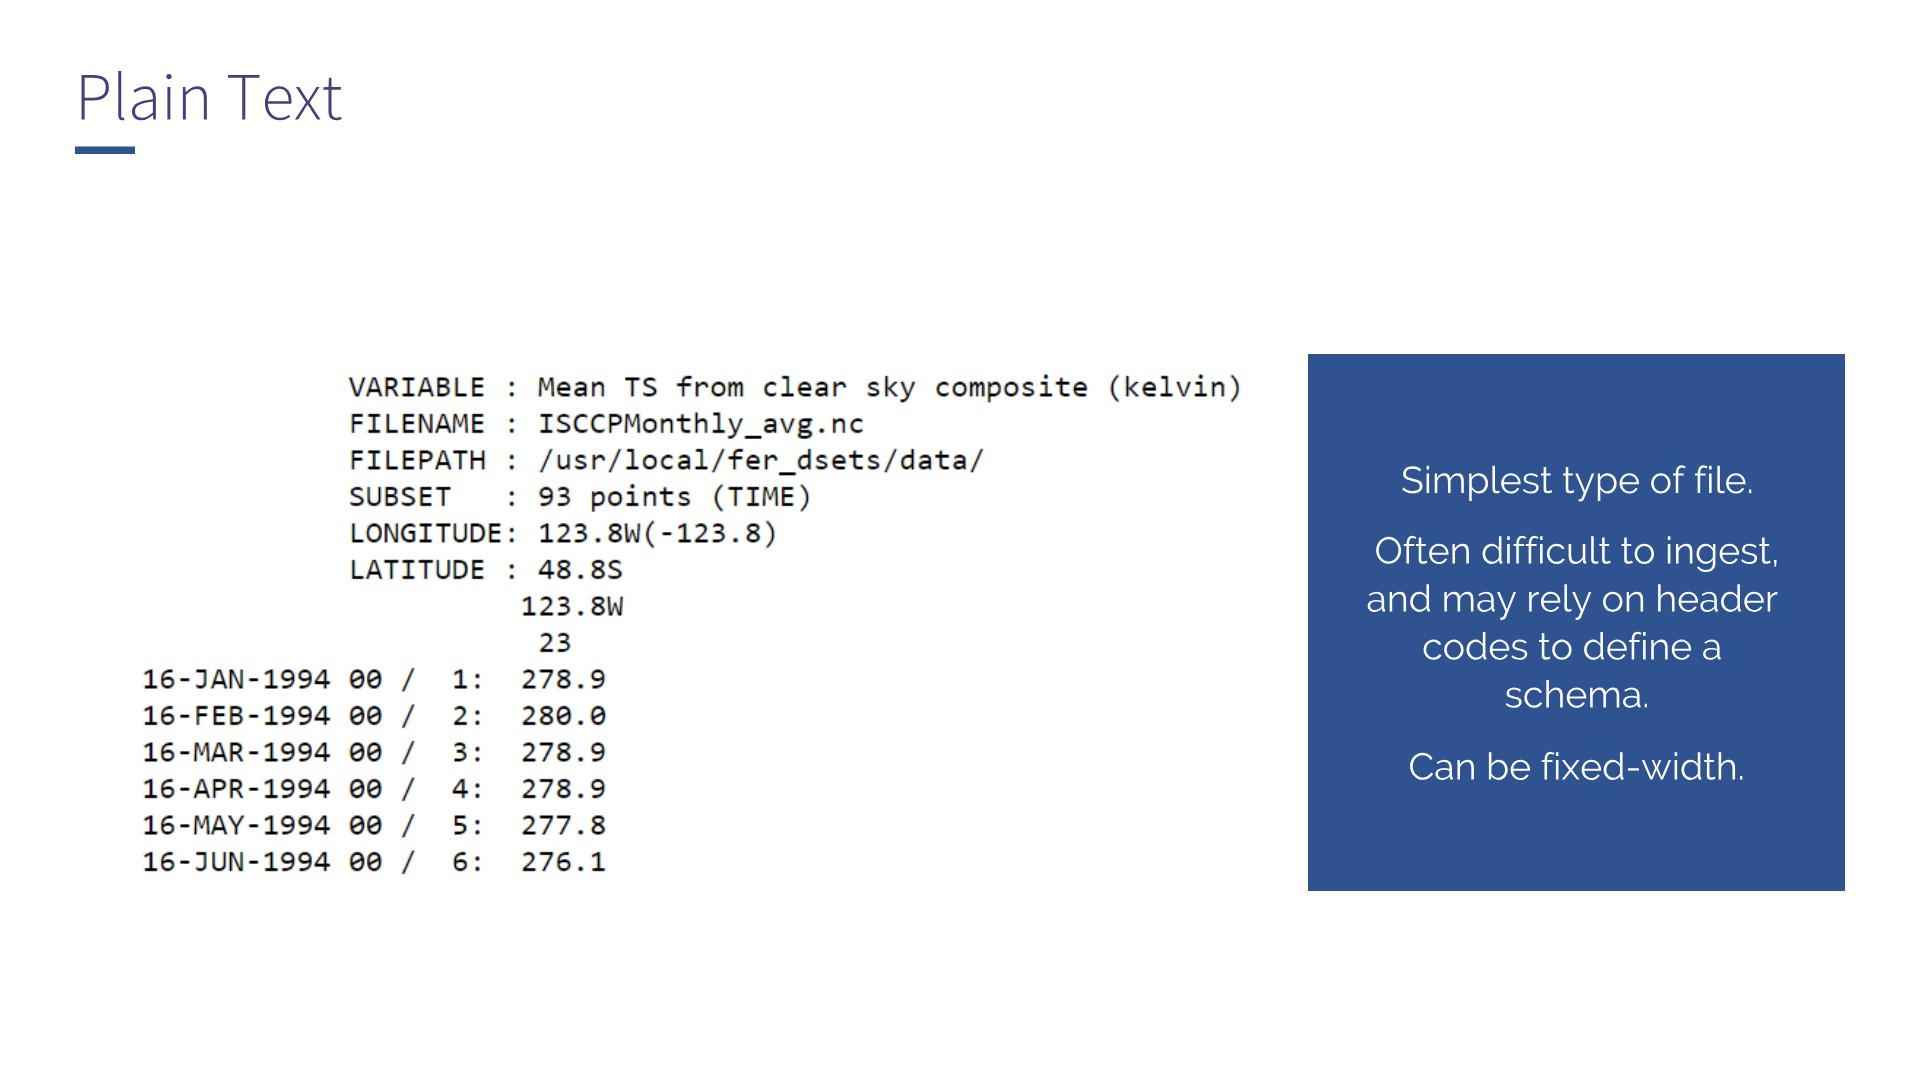 Plain Text
VARIABLE : Mean TS from clear sky composite (kelvin)
FILENAME : ISCCPMonthly_avg.nc
FILEPATH : /usr/local/fer_dsets/data/
SUBSET   : 93 points (TIME)
LONGITUDE: 123.8W(-123.8)
LATITUDE : 48.8S
123.8W
23
16-JAN-1994 00 /  1:  278.9
16-FEB-1994 00 /  2:  280.0
16-MAR-1994 00 /  3:  278.9
16-APR-1994 00 /  4:  278.9
16-MAY-1994 00 /  5:  277.8
16-JUN-1994 00 /  6:  276.1
Simplest type of file.
Often difficult to ingest,
and may rely on header
codes to define a
schema.
Can be fixed-width.